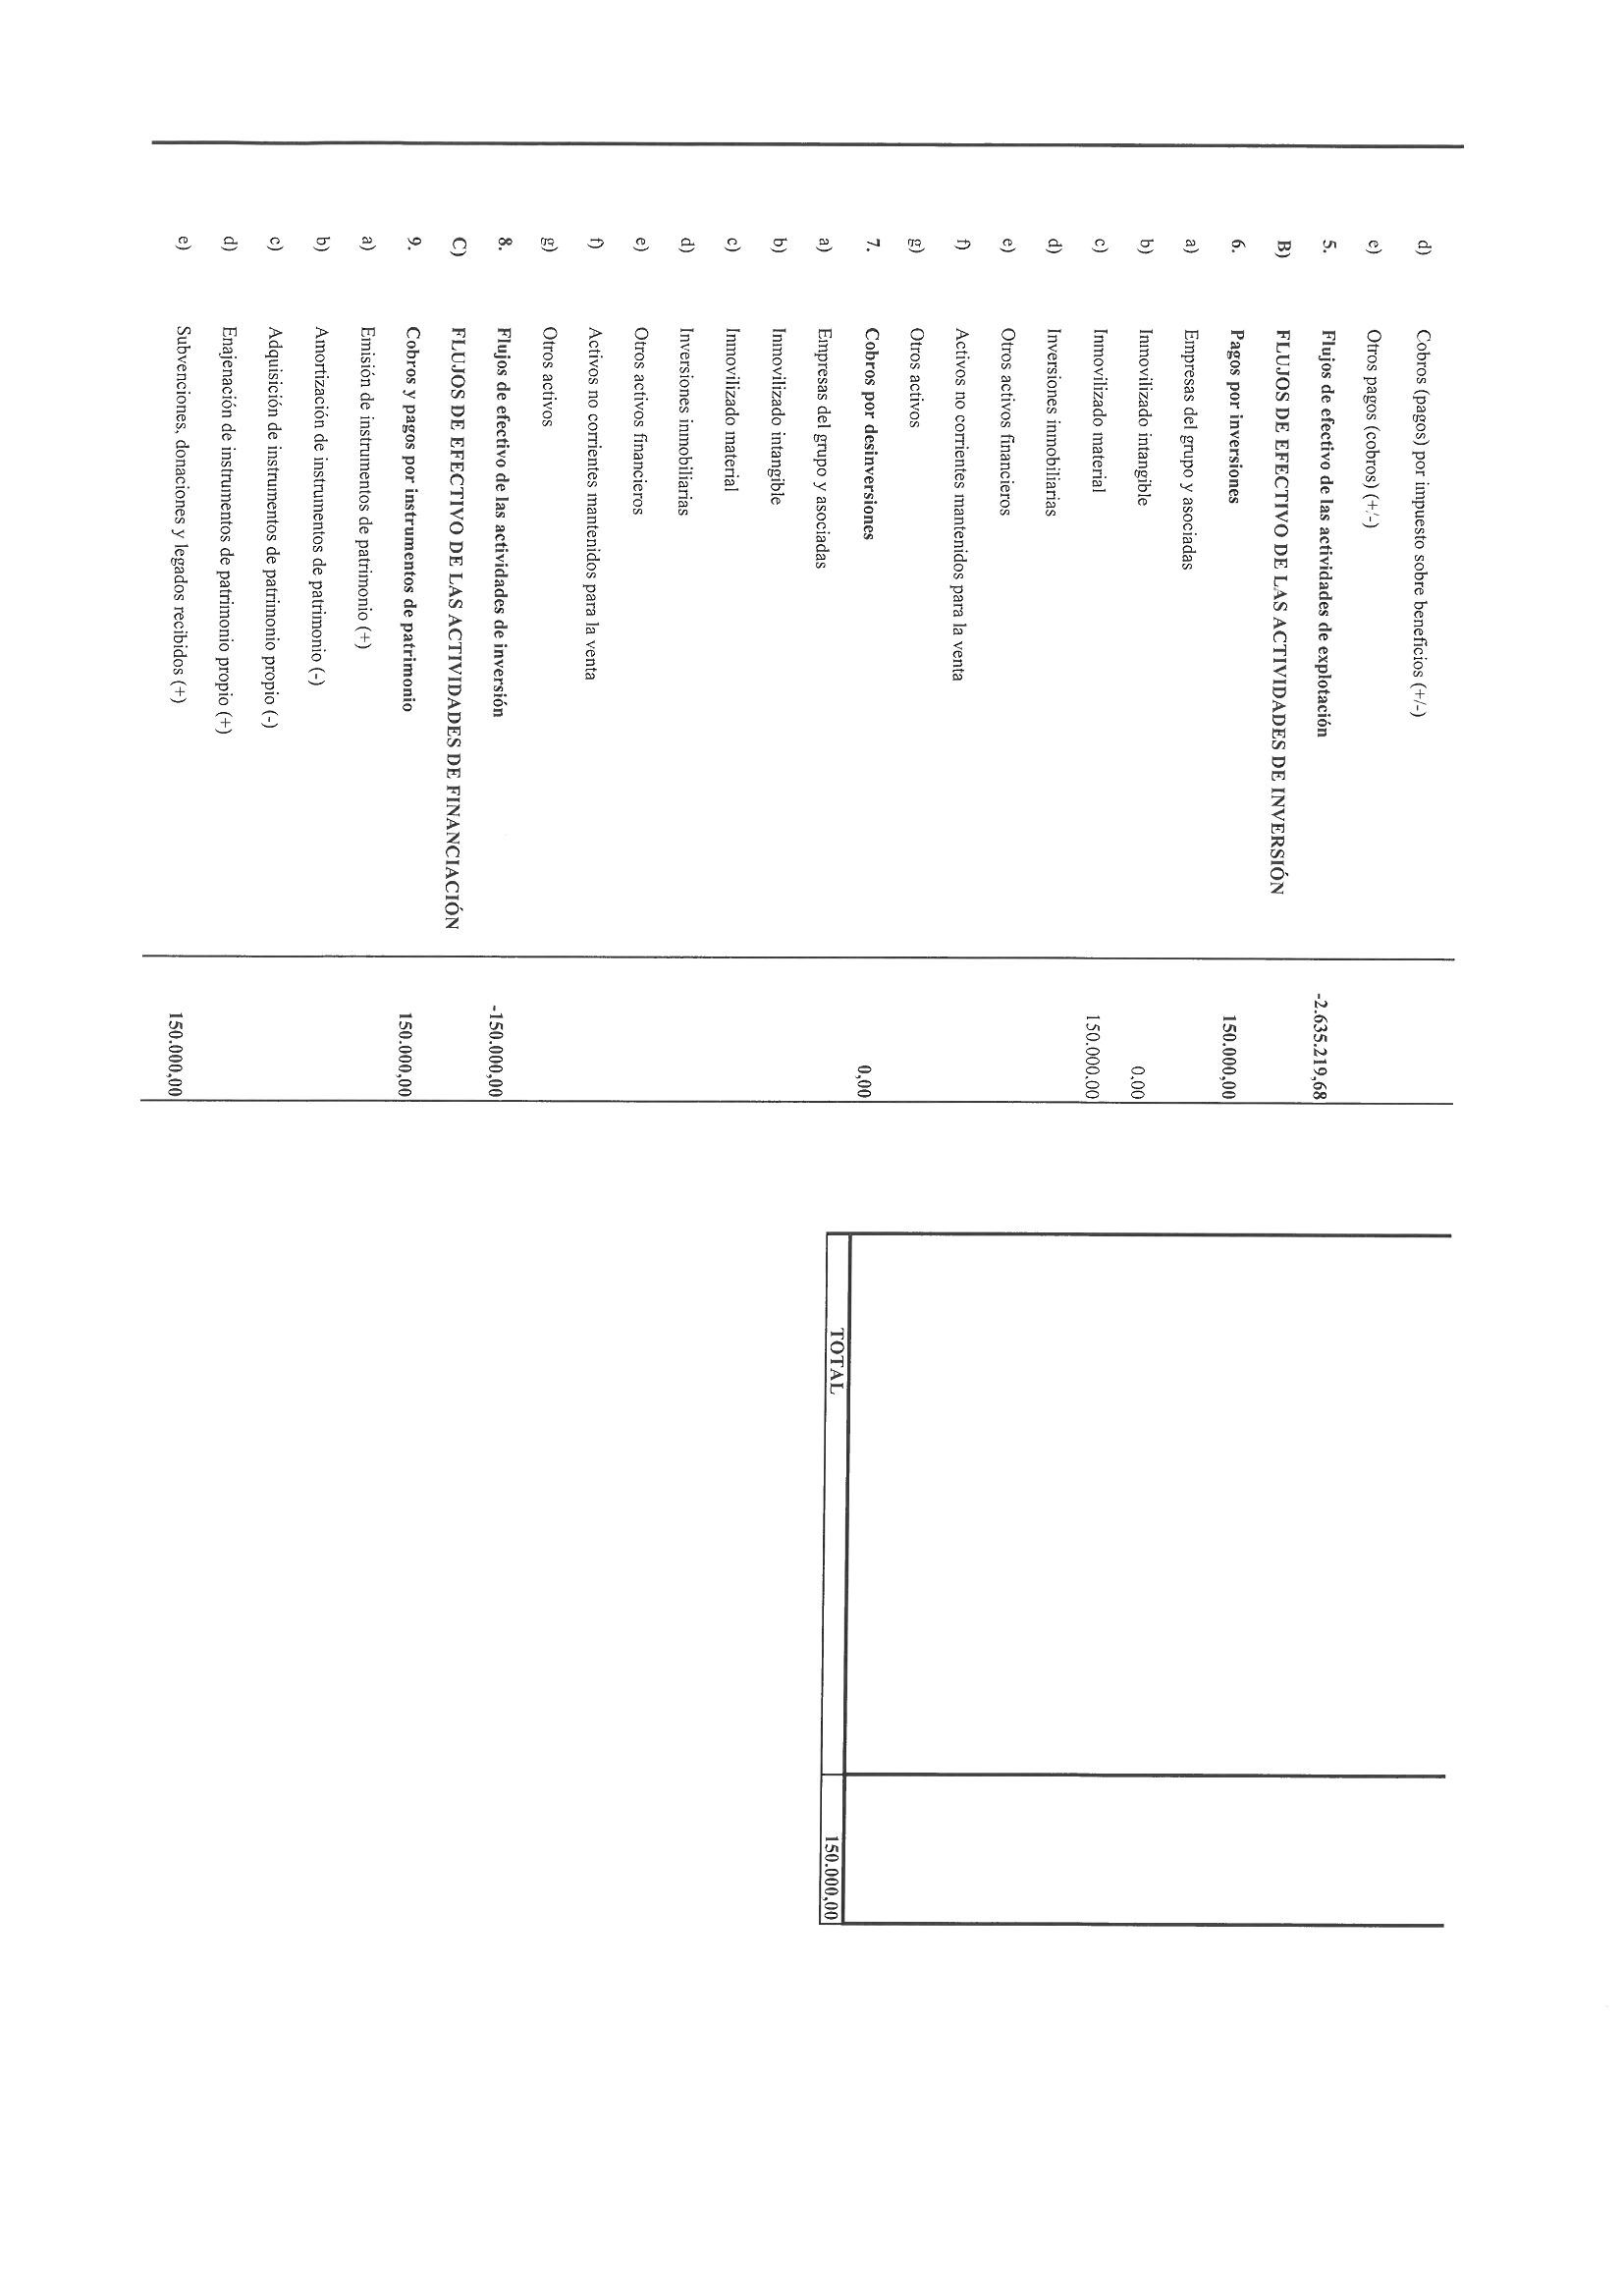 d) Cobros (pagos) por impuesto sobre beneficios (+/-)
e) Otros pagos (cobros) (+/-)
5. Flujos de efectivo de las actividades de explotación -2.635.219,68
B) FLUJOS DE EFECTIVO DE LAS ACTIVIDADES DE INVERSIÓN
6. Pagos por inversiones 150.000,00
a) Empresas del grupo y asociadas
b) Inmovilizado intangible 0,00
c) Inmovilizado material 150.000,00
d) Inversiones inmobiliarias
e) Otros activos financieros
f) Activos no corrientes mantenidos para la venta
g) Otros activos
7. Cobros por desinversiones 0,00
a) Empresas del grupo y asociadas
b) Inmovilizado intangible
c) Inmovilizado material
d) Inversiones inmobiliarias
e) Otros activos financieros
f) Activos no corrientes mantenidos para la venta
g) Otros activos
8. Flujos de efectivo de las actividades de inversión -150.000,00
C) FLUJOS DE EFECTIVO DE LAS ACTIVIDADES DE FINANCIACIÓN
9. Cobros y pagos por instrumentos de patrimonio 150.000,00
a) Emisión de instrumentos de patrimonio (+)
b) Amortización de instrumentos de patrimonio (-)
c) Adquisición de instrumentos de patrimonio propio (-)
d) Enajenación de instrumentos de patrimonio propio (+)
e) Subvenciones, donaciones y legados recibidos (+) 150.000,00
TOTAL 150.000,00